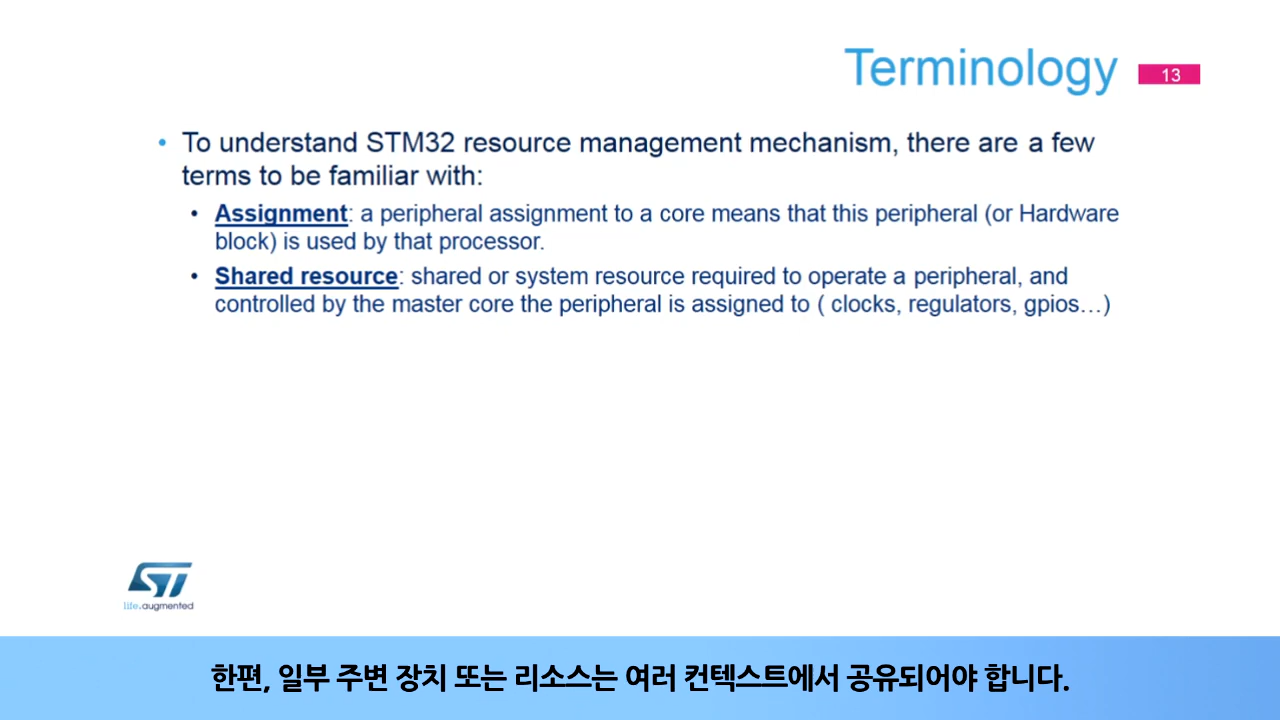 Terminology
13
• To understand STM32 resource management mechanism, there are a few
terms to be familiar with:
• Assignment: a peripheral assignment to a core means that this peripheral (or Hardware
block) is used by that processor.
• Shared resource: shared or system resource required to operate a peripheral, and
controlled by the master core the peripheral is assigned to ( clocks, regulators, gpios…)
ST
life.augmented
한편, 일부 주변 장치 또는 리소스는 여러 컨텍스트에서 공유되어야 합니다.